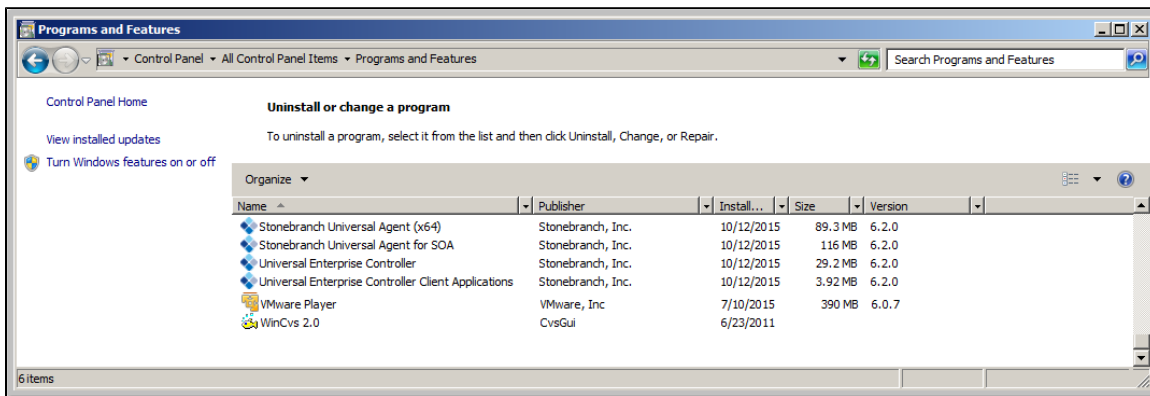 Programs and Features
Control Panel All Control Panel Items Programs and Features Search Programs and Features
Control Panel Home
Uninstall or change a program
View installed updates
To uninstall a program, select it from the list and then click Uninstall, Change, or Repair.
Turn Windows features on or off
Organize
Name Publisher Install... Size Version
Stonebranch Universal Agent (x64) Stonebranch, Inc. 10/12/2015 89.3 MB 6.2.0
Stonebranch Universal Agent for SOA Stonebranch, Inc. 10/12/2015 116 MB 6.2.0
Universal Enterprise Controller Stonebranch, Inc. 10/12/2015 29.2 MB 6.2.0
Universal Enterprise Controller Client Applications Stonebranch, Inc. 10/12/2015 3.92 MB 6.2.0
VMware Player VMware, Inc 7/10/2015 390 MB 6.0.7
WinCvs 2.0 CvsGui 6/23/2011
6 items